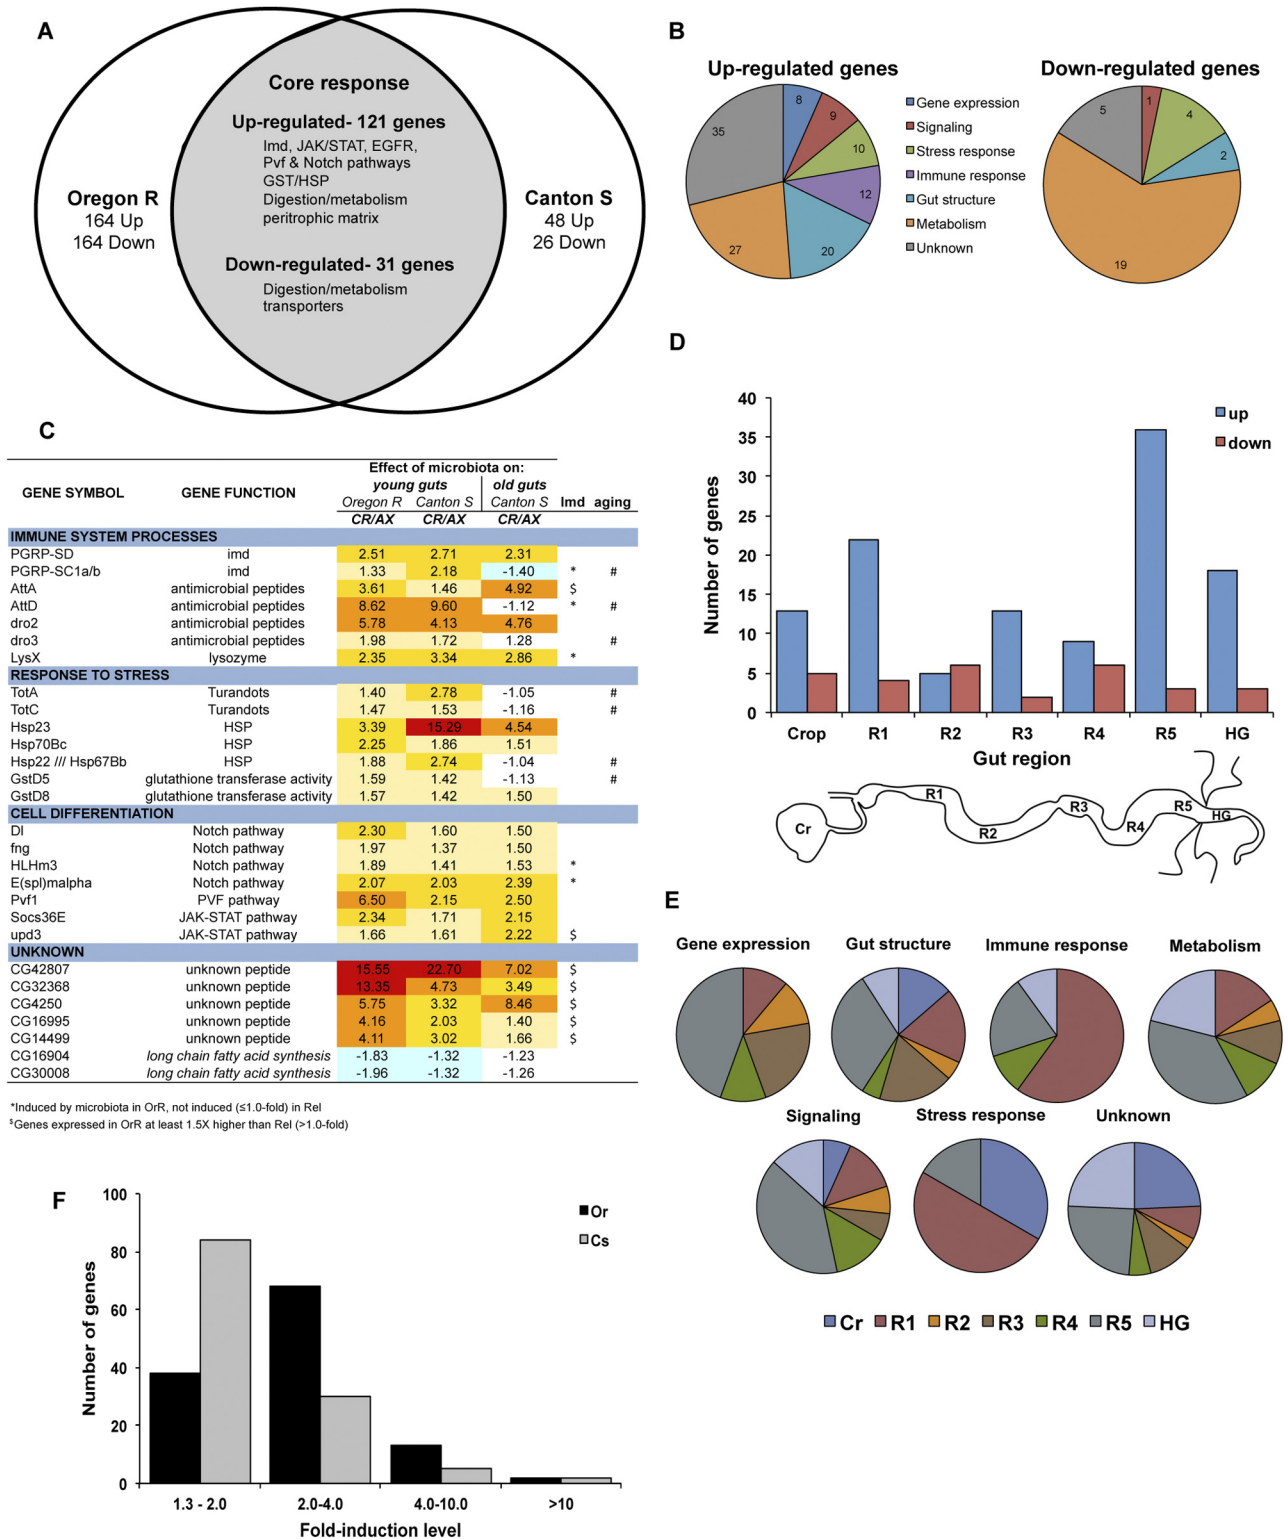 A
Core response
Up-regulated- 121 genes
Imd, JAK/STAT, EGFR,
Pvf & Notch pathways
GST/HSP
Digestion/metabolism
peritrophic matrix
Down-regulated- 31 genes
Digestion/metabolism
transporters
Oregon R
164 Up
164 Down
Canton S
48 Up
26 Down
B
Up-regulated genes
8
9
10
12
20
27
35
Gene expression
Signaling
Stress response
Immune response
Gut structure
Metabolism
Unknown
Down-regulated genes
1
4
2
19
5
C
Effect of microbiota on:
GENE SYMBOL GENE FUNCTION young guts old guts
Oregon R Canton S Canton S Imd aging
CR/AX CR/AX CR/AX
IMMUNE SYSTEM PROCESSES
PGRP-SD imd 2.51 2.71 2.31
PGRP-SC1a/b imd 1.33 2.18 -1.40 * #
AttA antimicrobial peptides 3.61 1.46 4.92 $
AttD antimicrobial peptides 8.62 9.60 -1.12 * #
dro2 antimicrobial peptides 5.78 4.13 4.76
dro3 antimicrobial peptides 1.98 1.72 1.28 #
LysX lysozyme 2.35 3.34 2.86 *
RESPONSE TO STRESS
TotA Turandots 1.40 2.78 -1.05 #
TotC Turandots 1.47 1.53 -1.16 #
Hsp23 HSP 3.39 15.29 4.54
Hsp70Bc HSP 2.25 1.86 1.51
Hsp22 /// Hsp67Bb HSP 1.88 2.74 -1.04 #
GstD5 glutathione transferase activity 1.59 1.42 -1.13 #
GstD8 glutathione transferase activity 1.57 1.42 1.50
CELL DIFFERENTIATION
Dl Notch pathway 2.30 1.60 1.50
fng Notch pathway 1.97 1.37 1.50
HLHm3 Notch pathway 1.89 1.41 1.53 *
E(spl)malpha Notch pathway 2.07 2.03 2.39 *
Pvf1 PVF pathway 6.50 2.15 2.50
Socs36E JAK-STAT pathway 2.34 1.71 2.15
upd3 JAK-STAT pathway 1.66 1.61 2.22 $
UNKNOWN
CG42807 unknown peptide 15.55 22.70 7.02 $
CG32368 unknown peptide 13.35 4.73 3.49 $
CG4250 unknown peptide 5.75 3.32 8.46 $
CG16995 unknown peptide 4.16 2.03 1.40 $
CG14499 unknown peptide 4.11 3.02 1.66 $
CG16904 long chain fatty acid synthesis -1.83 -1.32 -1.23
CG30008 long chain fatty acid synthesis -1.96 -1.32 -1.26
*Induced by microbiota in OrR, not induced (≤1.0-fold) in Rel
$Genes expressed in OrR at least 1.5X higher than Rel (>1.0-fold)
D
Number of genes
40
35
30
25
20
15
10
5
0
up
down
Crop R1 R2 R3 R4 R5 HG
Gut region
Cr
R1
R2
R3
R4
R5
HG
E
Gene expression Gut structure Immune response Metabolism
Signaling Stress response Unknown
Cr R1 R2 R3 R4 R5 HG
F
Number of genes
100
80
60
40
20
0
Or
Cs
1.3 - 2.0 2.0-4.0 4.0-10.0 >10
Fold-induction level